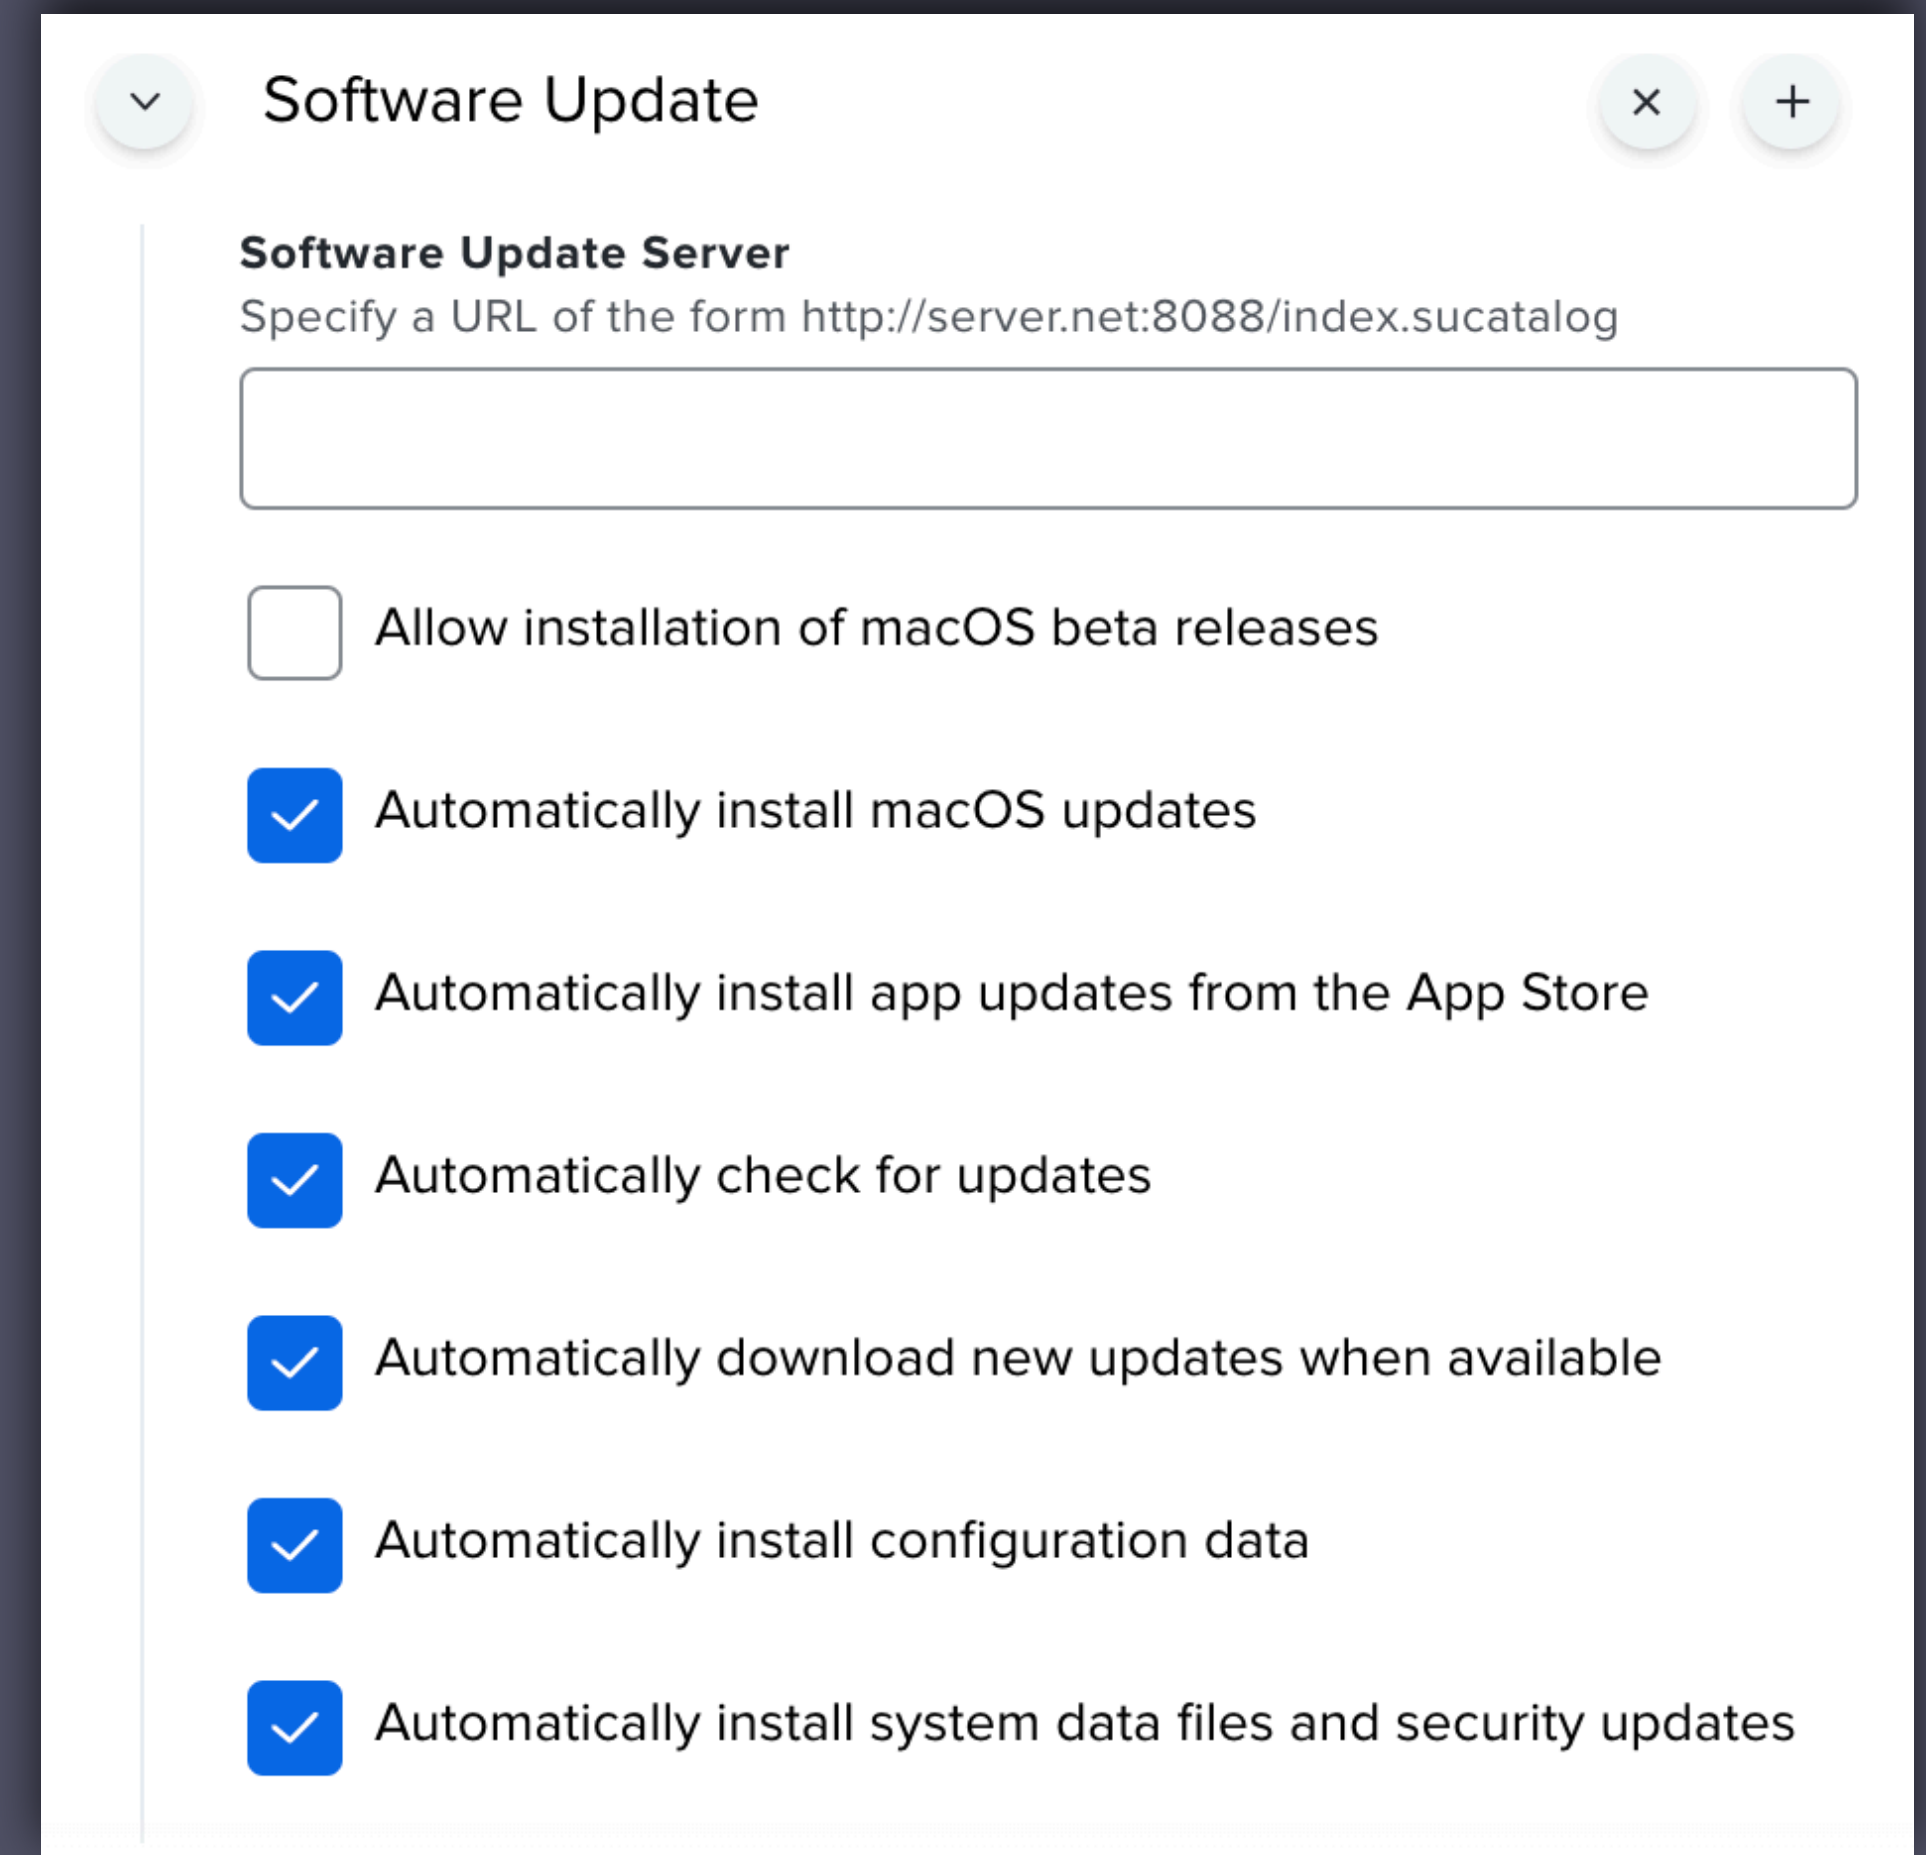 Software Update
Software Update Server
Specify a URL of the form http://server.net:8088/index.sucatalog
Allow installation of macOS beta releases
Automatically install macOS updates
Automatically install app updates from the App Store
Automatically check for updates
Automatically download new updates when available
Automatically install configuration data
Automatically install system data files and security updates